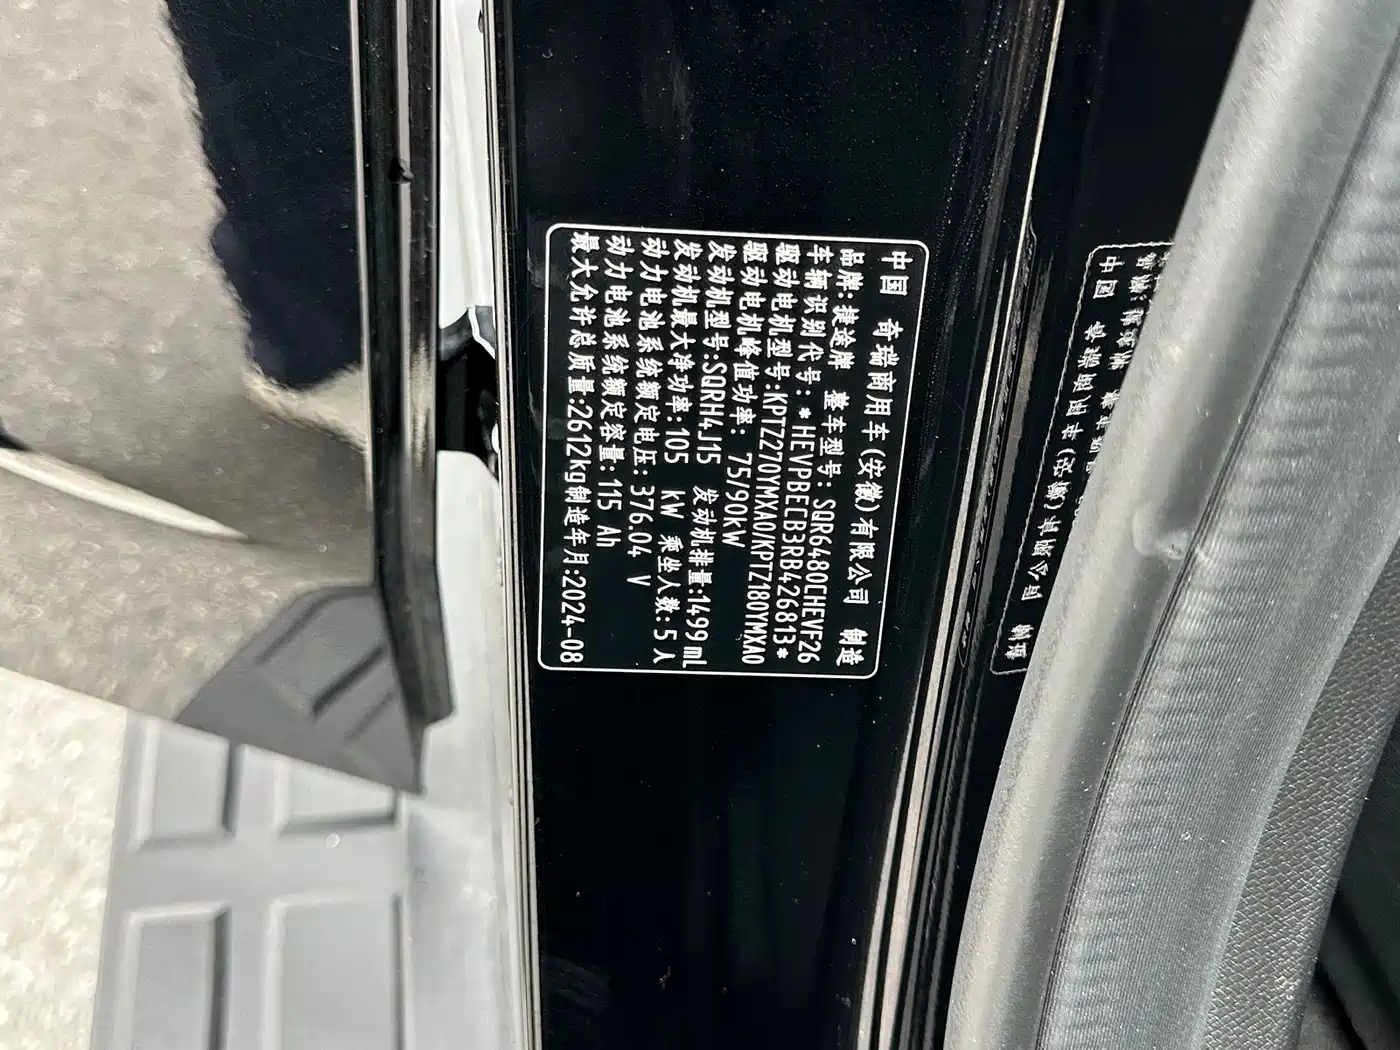 中国 奇瑞商用车(安徽)有限公司 制造
品牌:捷途牌 整车型号:SQR6480CHEVF26
车辆识别代号:*HEVPBECB3RB426813*
驱动电机型号:KPTZ270YMXA0/KPTZ180YMXA0
驱动电机峰值功率: 75/90kW
发动机型号:SQRH4J15 发动机排量:1499 mL
发动机最大净功率:105 kW 乘坐人数:5人
动力电池系统额定电压:376.04 V
动力电池系统额定容量:115 Ah
最大允许总质量:2612kg制造年月:2024-08